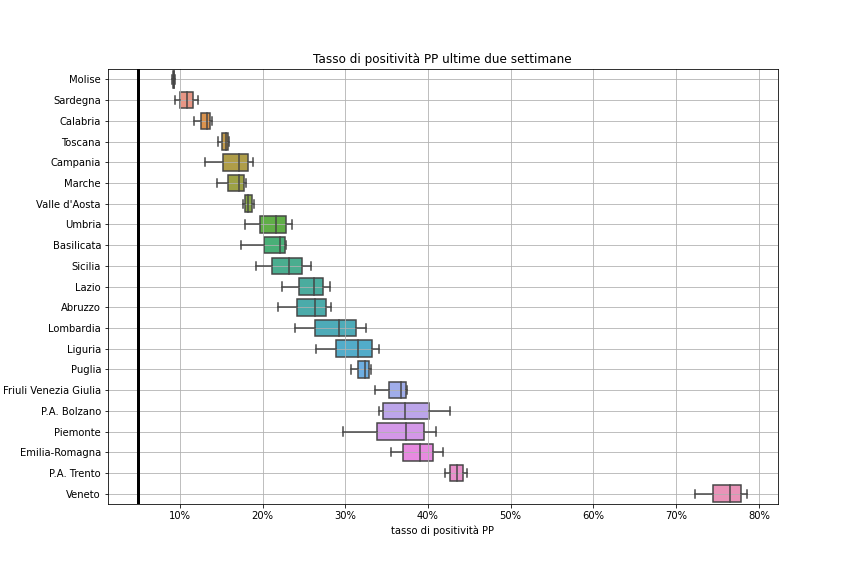 Tasso di positività PP ultime due settimane
Molise
Sardegna
Calabria
Toscana
Campania
Marche
Valle d'Aosta
Umbria
Basilicata
Sicilia
Lazio
Abruzzo
Lombardia
Liguria
Puglia
Friuli Venezia Giulia
P.A. Bolzano
Piemonte
Emilia-Romagna
P.A. Trento
Veneto
10% 20% 30% 40% 50% 60% 70% 80%
tasso di positività PP